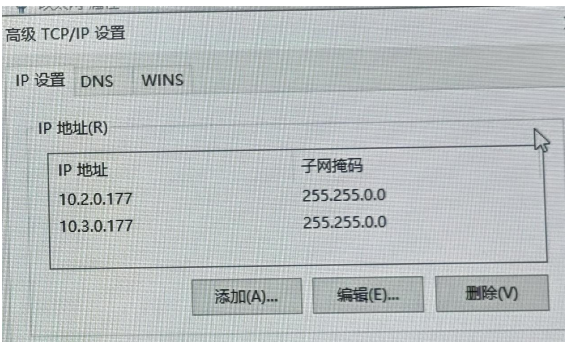 高级 TCP/IP 设置
IP 设置 DNS WINS
IP 地址(R)
IP 地址 子网掩码
10.2.0.177 255.255.0.0
10.3.0.177 255.255.0.0
添加(A)... 编辑(E)... 删除(V)